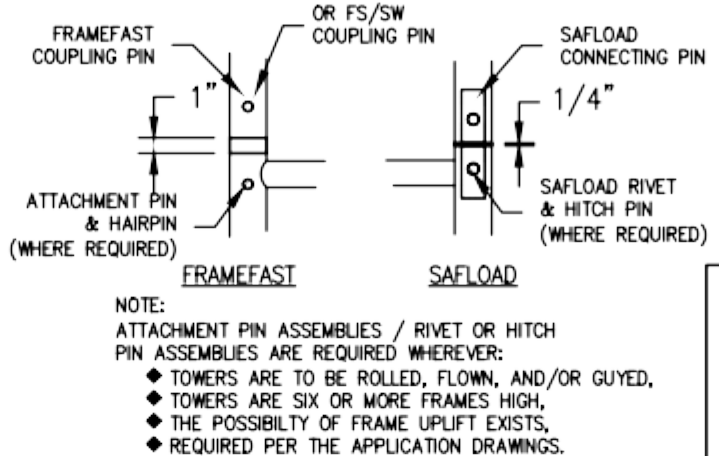 FRAMEFAST
COUPLING PIN
OR FS/SW
COUPLING PIN
1"
ATTACHMENT PIN
& HAIRPIN
(WHERE REQUIRED)
FRAMEFAST
SAFLOAD
CONNECTING PIN
1/4"
SAFLOAD RIVET
& HITCH PIN
(WHERE REQUIRED)
SAFLOAD
NOTE:
ATTACHMENT PIN ASSEMBLIES / RIVET OR HITCH
PIN ASSEMBLIES ARE REQUIRED WHEREVER:
◆ TOWERS ARE TO BE ROLLED, FLOWN, AND/OR GUYED,
◆ TOWERS ARE SIX OR MORE FRAMES HIGH,
◆ THE POSSIBILTY OF FRAME UPLIFT EXISTS,
◆ REQUIRED PER THE APPLICATION DRAWINGS.